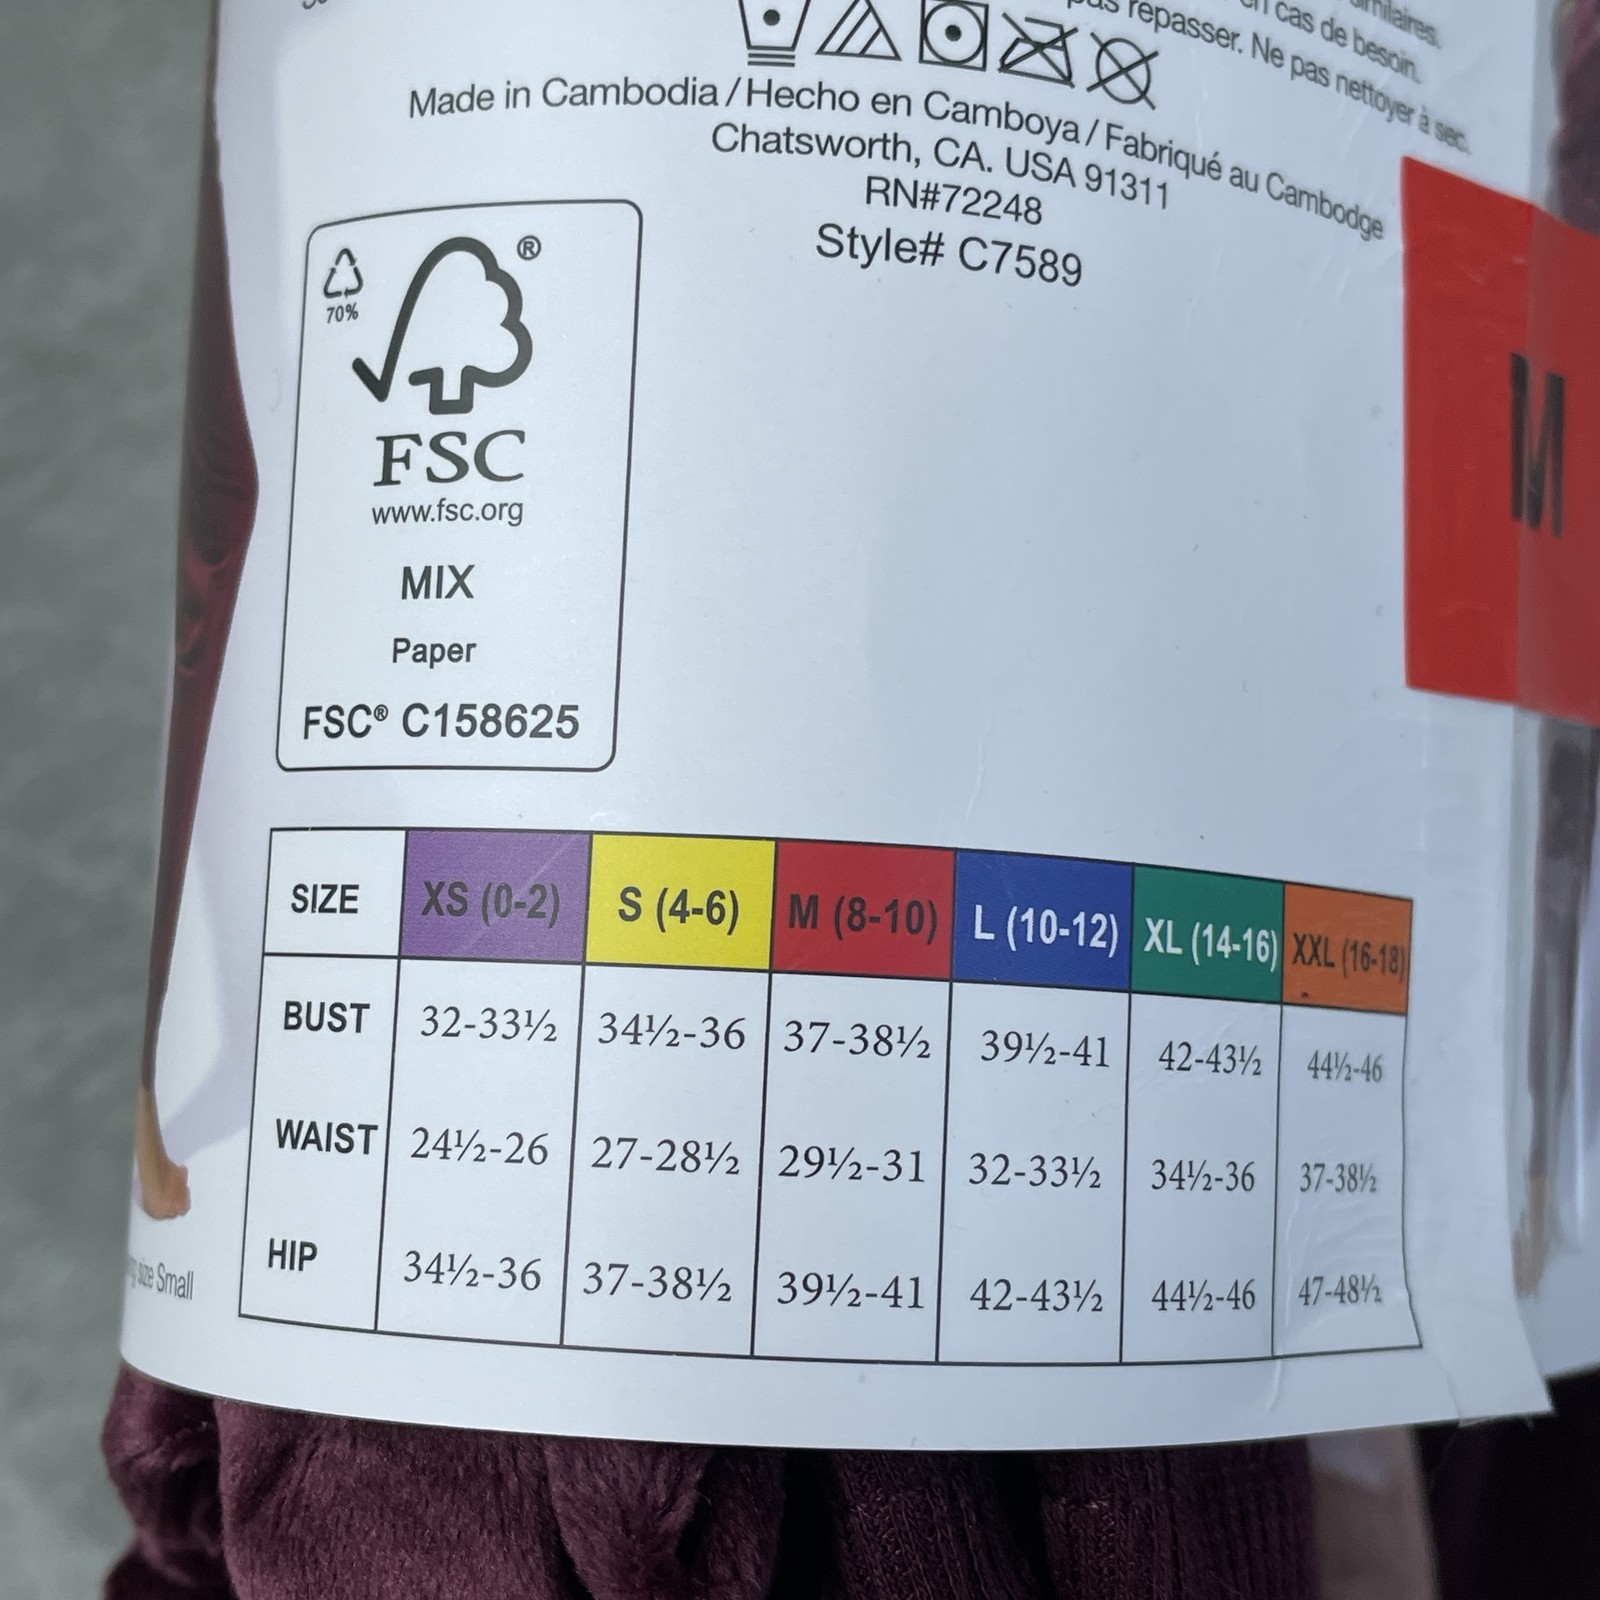 similaires.
en cas de besoin.
pas repasser. Ne pas nettoyer à sec.
Made in Cambodia / Hecho en Camboya / Fabriqué au Cambodge
Chatsworth, CA. USA 91311
RN#72248
Style# C7589
M
70%
®
FSC
www.fsc.org
MIX
Paper
FSC® C158625
SIZE XS (0-2) S (4-6) M (8-10) L (10-12) XL (14-16) XXL (16-18)
BUST 32-33½ 34½-36 37-38½ 39½-41 42-43½ 44½-46
WAIST 24½-26 27-28½ 29½-31 32-33½ 34½-36 37-38½
HIP 34½-36 37-38½ 39½-41 42-43½ 44½-46 47-48½
size Small